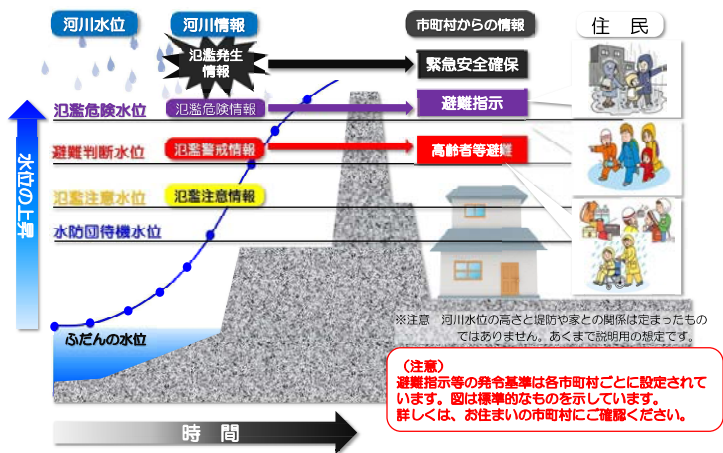 河川水位
河川情報
市町村からの情報
住　民
氾濫発生
情報
緊急安全確保
氾濫危険水位
氾濫危険情報
避難指示
避難判断水位
氾濫警戒情報
高齢者等避難
氾濫注意水位
氾濫注意情報
水防団待機水位
水位の上昇
ふだんの水位
※注意　河川水位の高さと堤防や家との関係は定まったもの
ではありません。あくまで説明用の想定です。
（注意）
避難指示等の発令基準は各市町村ごとに設定されて
います。図は標準的なものを示しています。
詳しくは、お住まいの市町村にご確認ください。
時　間